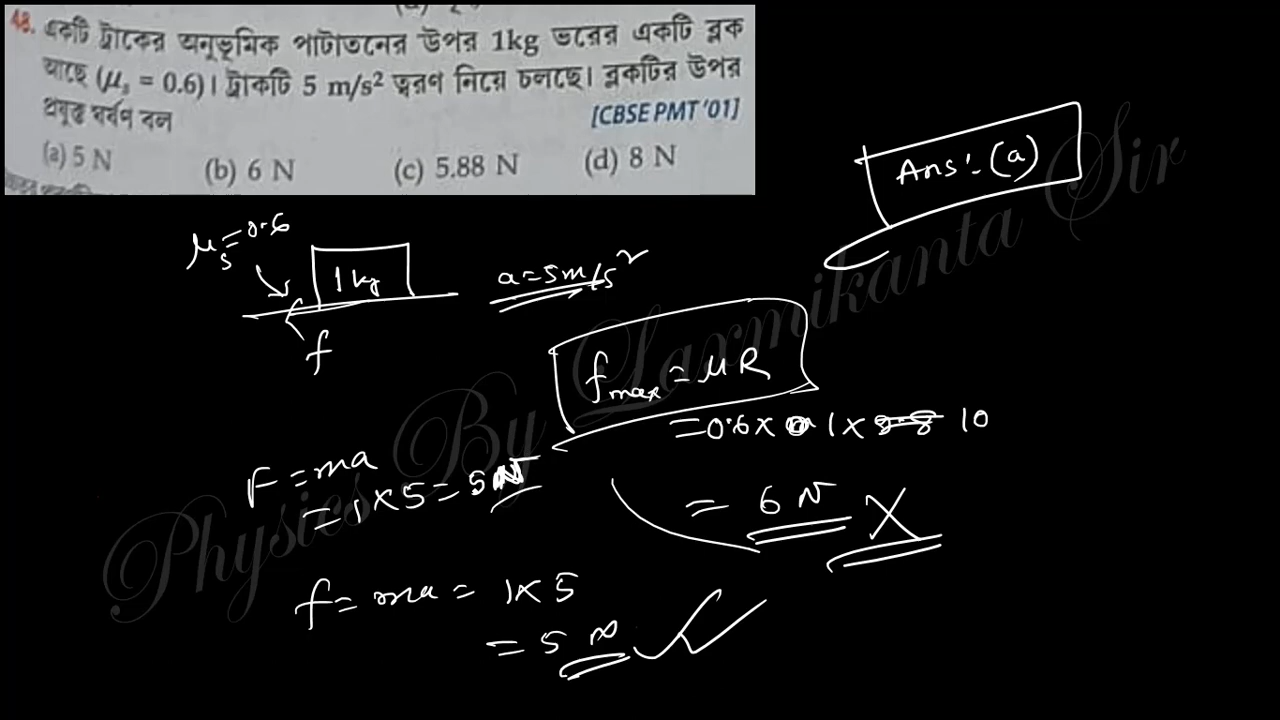 48. একটি ট্রাকের অনুভূমিক পাটাতনের উপর 1kg ভরের একটি ব্লক
আছে (μs = 0.6)। ট্রাকটি 5 m/s² ত্বরণ নিয়ে চলছে। ব্লকটির উপর
প্রযুক্ত ঘর্ষণ বল [CBSE PMT '01]
(a) 5 N (b) 6 N (c) 5.88 N (d) 8 N
Ans: (a)
μs=0.6
1kg
a=5m/s²
f
fmax = μR
=0.6× 1× 10
= 6N X
F=ma
= 1×5=5N
f= ma = 1×5
= 5 N
Physics By Laxmikanta Sir